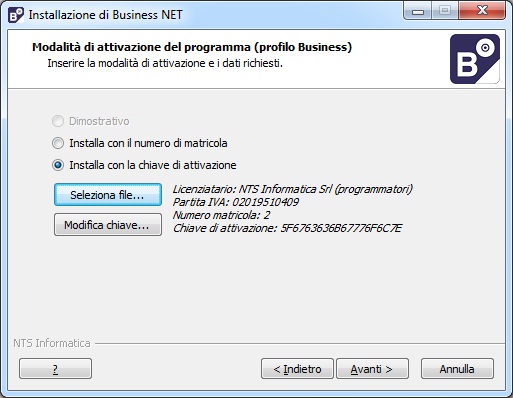 Installazione di Business NET
Modalità di attivazione del programma (profilo Business)
Inserire la modalità di attivazione e i dati richiesti.
B
Dimostrativo
Installa con il numero di matricola
Installa con la chiave di attivazione
Seleziona file...
Licenziatario: NTS Informatica Srl (programmatori)
Partita IVA: 02019510409
Numero matricola: 2
Modifica chiave...
Chiave di attivazione: 5F6763636B67776F6C7E
NTS Informatica
?
< Indietro
Avanti >
Annulla